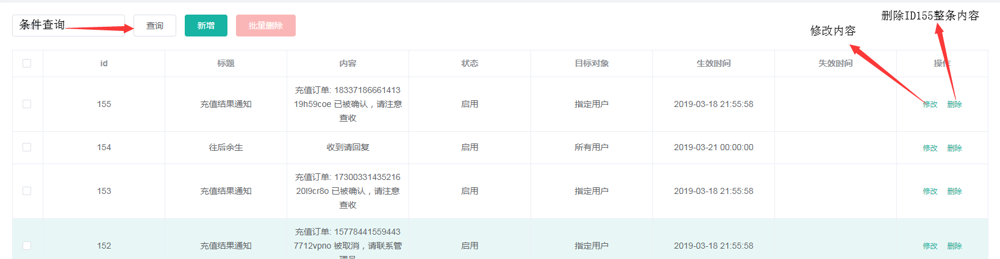 删除ID155整条内容
修改内容
条件查询
查询 新增 批量删除
id 标题 内容 状态 目标对象 生效时间 失效时间 操作
充值订单: 18337186661413
155 充值结果通知 19h59coe 已被确认，请注意 启用 指定用户 2019-03-18 21:55:58 修改 删除
查收
154 往后余生 收到请回复 启用 所有用户 2019-03-21 00:00:00 修改 删除
充值订单: 17300331435216
153 充值结果通知 20l9cr8o 已被确认，请注意 启用 指定用户 2019-03-18 21:55:58 修改 删除
查收
充值订单: 15778441559443
152 充值结果通知 7712vpno 被取消，请联系管 启用 指定用户 2019-03-18 21:55:58 修改 删除
理员